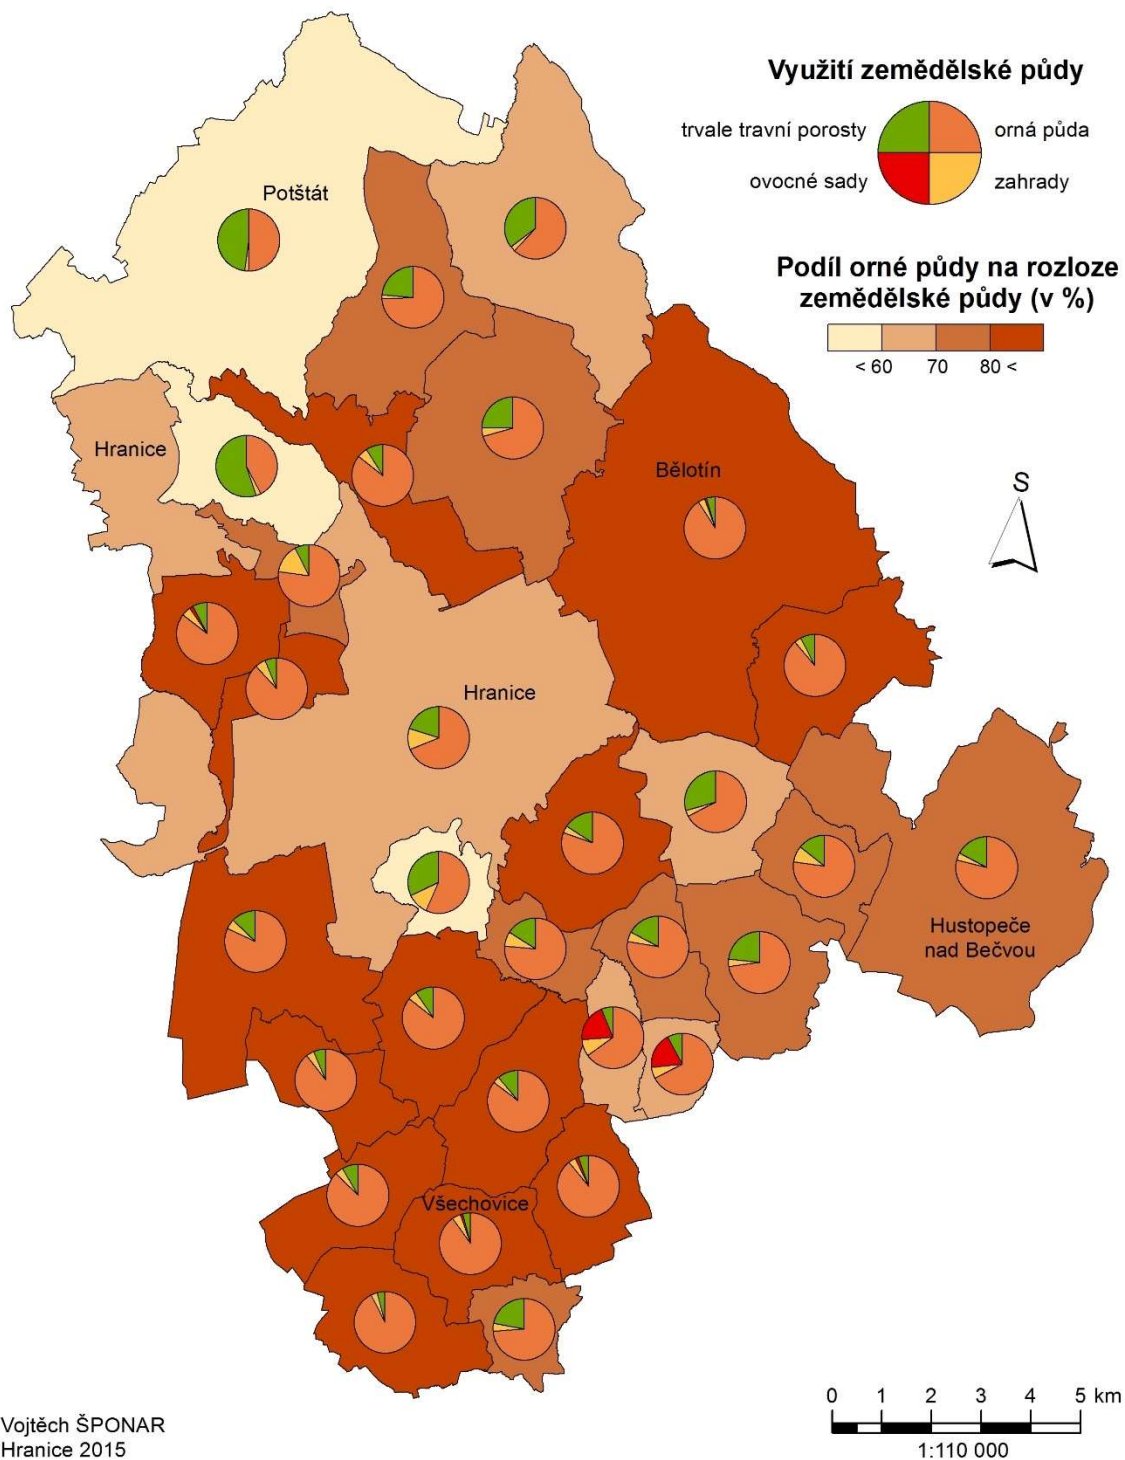 Využití zemědělské půdy
trvale travní porosty
orná půda
ovocné sady
zahrady
Potštát
Podíl orné půdy na rozloze
zemědělské půdy (v %)
< 60 70 80 <
Hranice
Bělotín
S
Hranice
Hustopeče
nad Bečvou
Všechovice
0 1 2 3 4 5 km
1:110 000
Vojtěch ŠPONAR
Hranice 2015